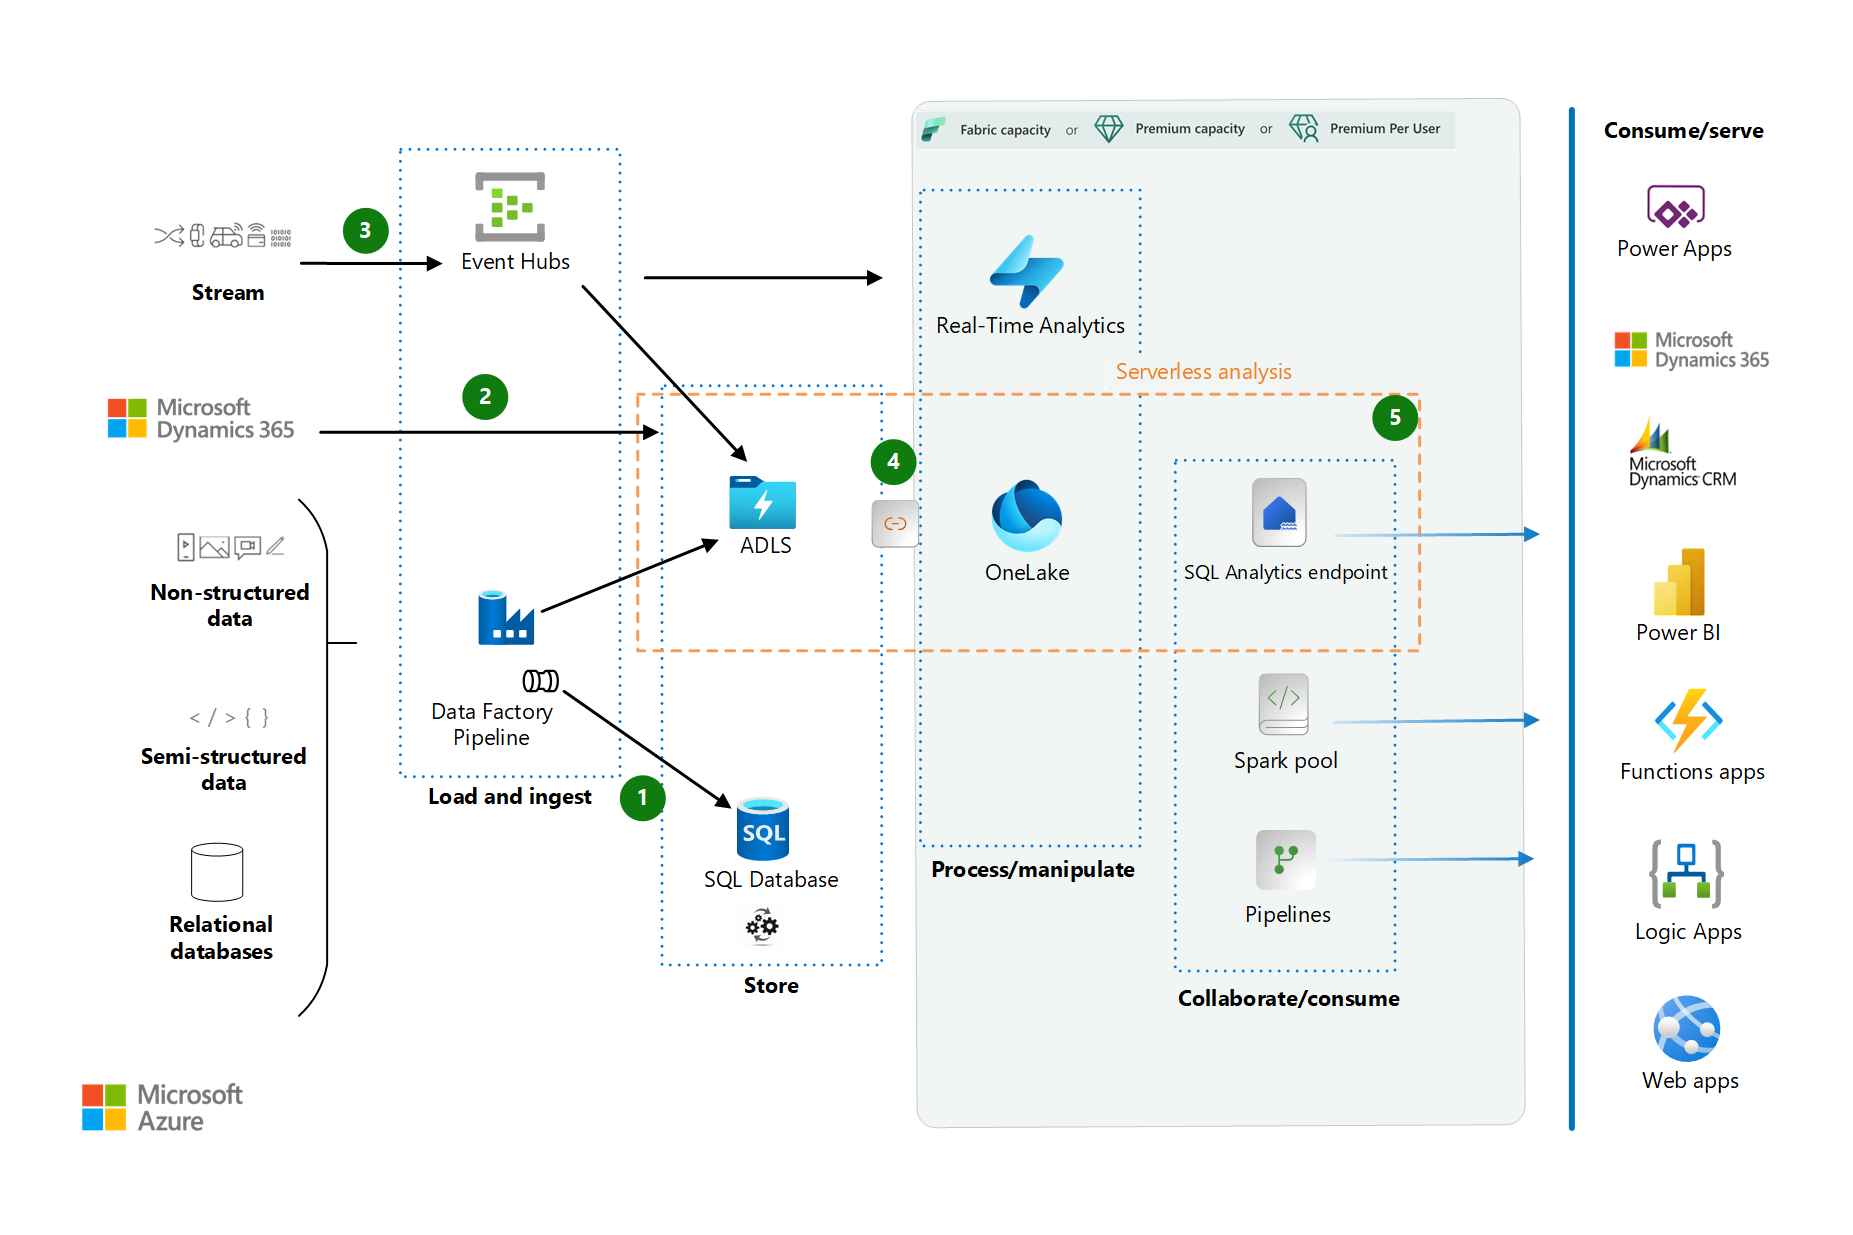 Fabric capacity or Premium capacity or Premium Per User
Consume/serve
3
Stream
Event Hubs
Real-Time Analytics
Power Apps
Serverless analysis
Microsoft
Dynamics 365
2
Microsoft
Dynamics 365
4
5
Microsoft
Dynamics CRM
ADLS
OneLake
SQL Analytics endpoint
Non-structured
data
Power BI
</>{ }
Semi-structured
data
Data Factory
Pipeline
</>
Spark pool
Functions apps
Load and ingest
1
SQL
SQL Database
Process/manipulate
Relational
databases
Pipelines
Logic Apps
Store
Collaborate/consume
Web apps
Microsoft
Azure